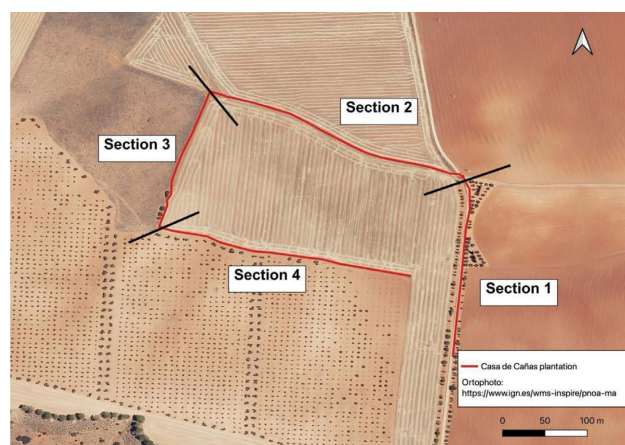 Section 2
Section 3
Section 4
Section 1
Casa de Cañas plantation
Ortophoto:
https://www.ign.es/wms-inspire/pnoa-ma
0 50 100 m